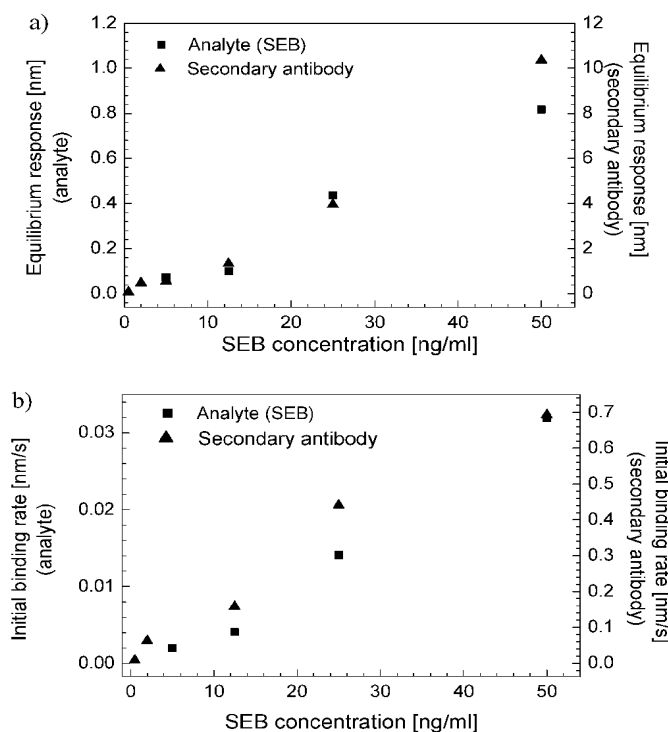 a)
1.2
1.0
0.8
0.6
0.4
0.2
0.0
Equilibrium response [nm]
(analyte)
Analyte (SEB)
Secondary antibody
12
10
8
6
4
2
0
Equilibrium response [nm]
(secondary antibody)
0 10 20 30 40 50
SEB concentration [ng/ml]
b)
0.03
0.02
0.01
0.00
Initial binding rate [nm/s]
(analyte)
Analyte (SEB)
Secondary antibody
0.7
0.6
0.5
0.4
0.3
0.2
0.1
0.0
Initial binding rate [nm/s]
(secondary antibody)
0 10 20 30 40 50
SEB concentration [ng/ml]